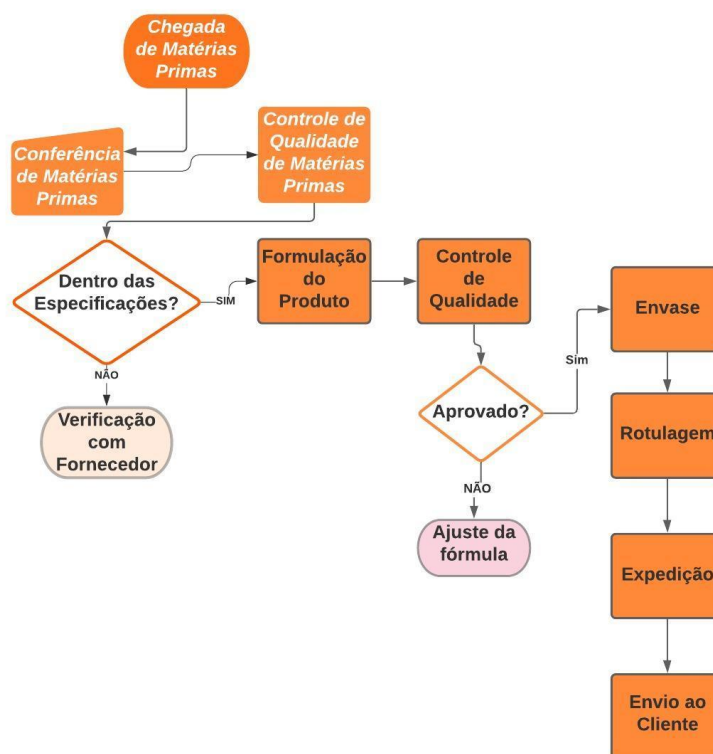 Chegada
de Matérias
Primas
Conferência
de Matérias
Primas
Controle de
Qualidade
de Matérias
Primas
Dentro das
Especificações?
SIM
Formulação
do
Produto
Controle
de
Qualidade
NÃO
Verificação
com
Fornecedor
Aprovado?
Sim
NÃO
Ajuste da
fórmula
Envase
Rotulagem
Expedição
Envio ao
Cliente